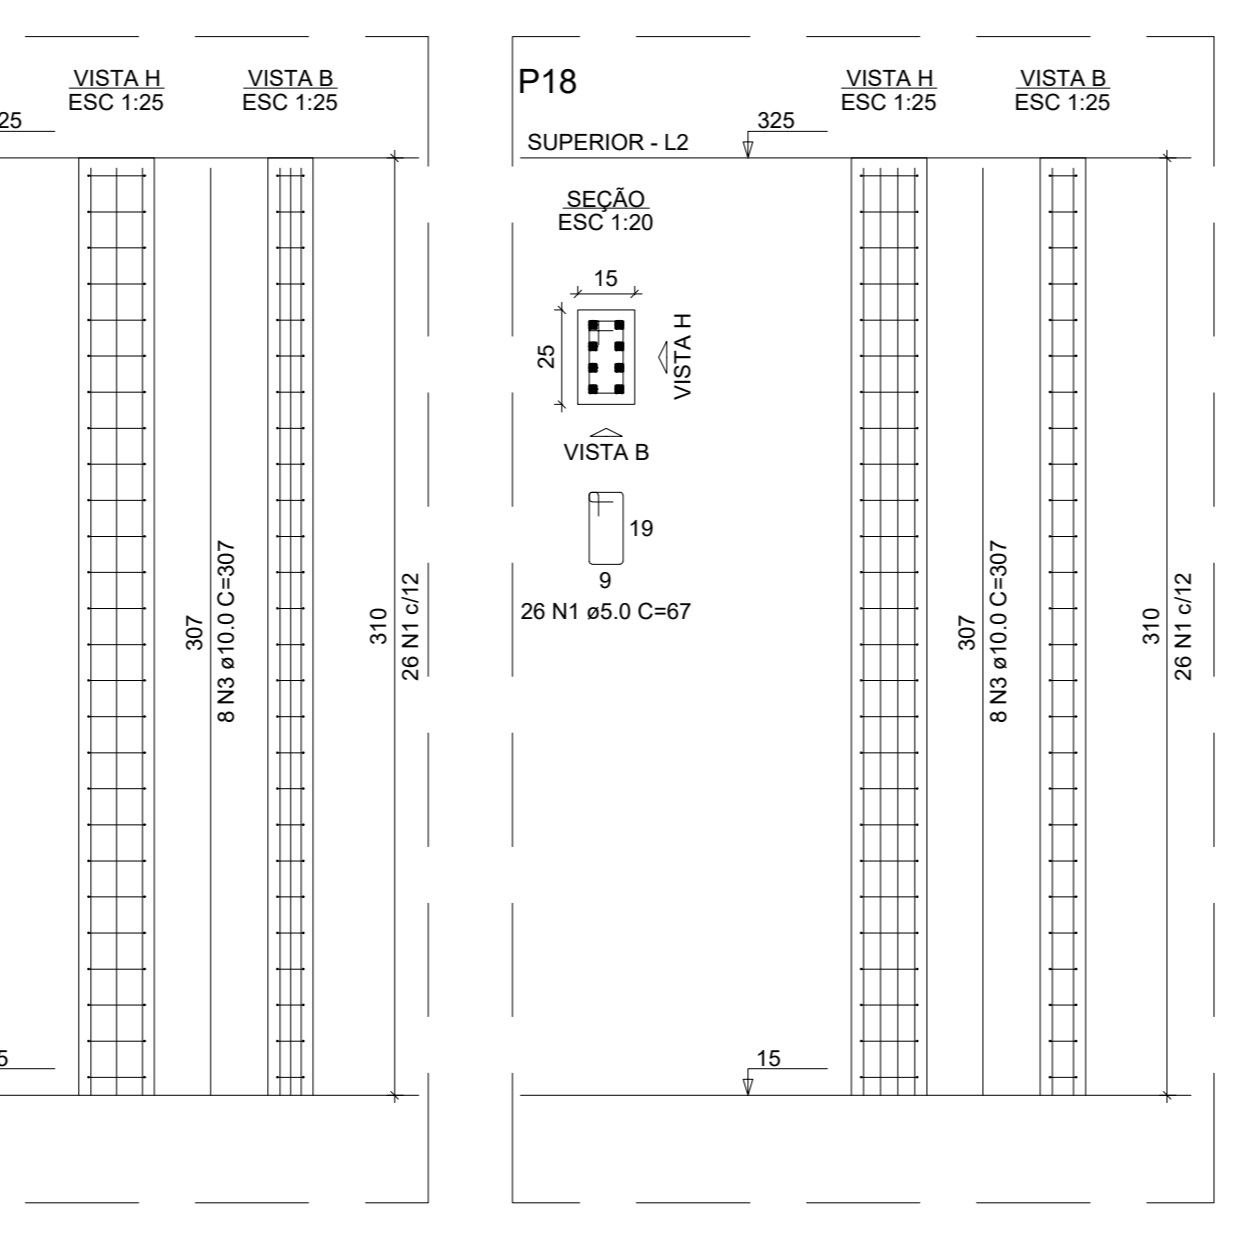 VISTA H
ESC 1:25
VISTA B
ESC 1:25
25
307
8 N3 ø10.0 C=307
310
26 N1 c/12
5
P18
VISTA H
ESC 1:25
VISTA B
ESC 1:25
SUPERIOR - L2
325
SEÇÃO
ESC 1:20
15
25
VISTA H
VISTA B
19
9
26 N1 ø5.0 C=67
307
8 N3 ø10.0 C=307
310
26 N1 c/12
15